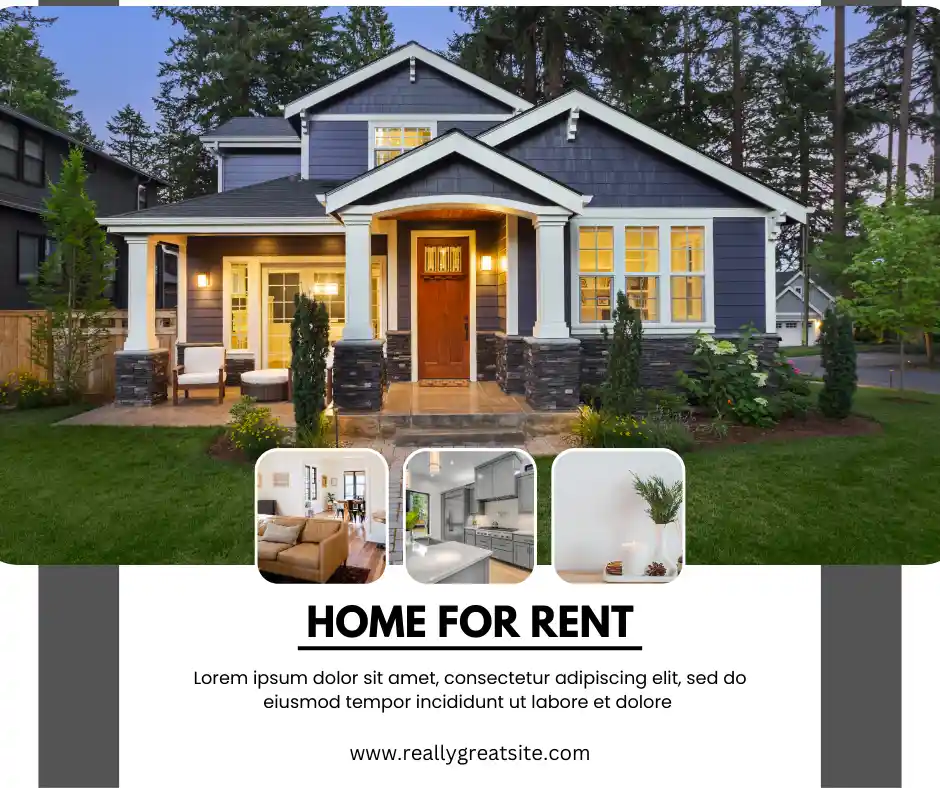 HOME FOR RENT
Lorem ipsum dolor sit amet, consectetur adipiscing elit, sed do
eiusmod tempor incididunt ut labore et dolore
www.reallygreatsite.com